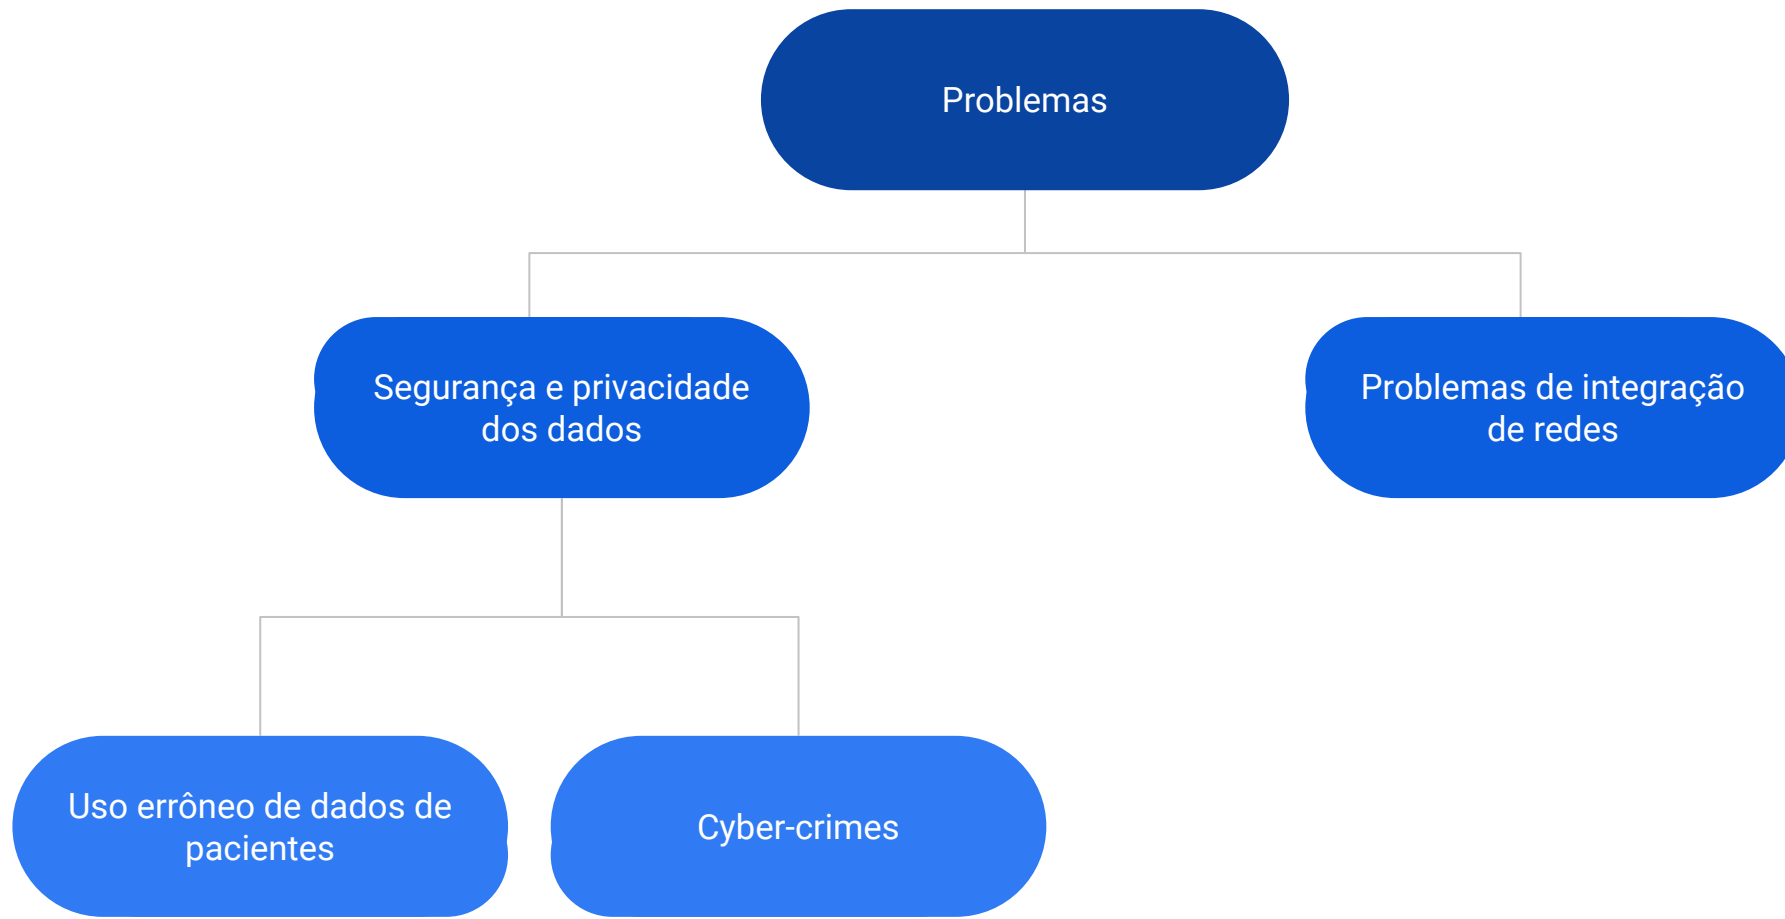 Problemas
Segurança e privacidade
dos dados
Problemas de integração
de redes
Uso errôneo de dados de
pacientes
Cyber-crimes